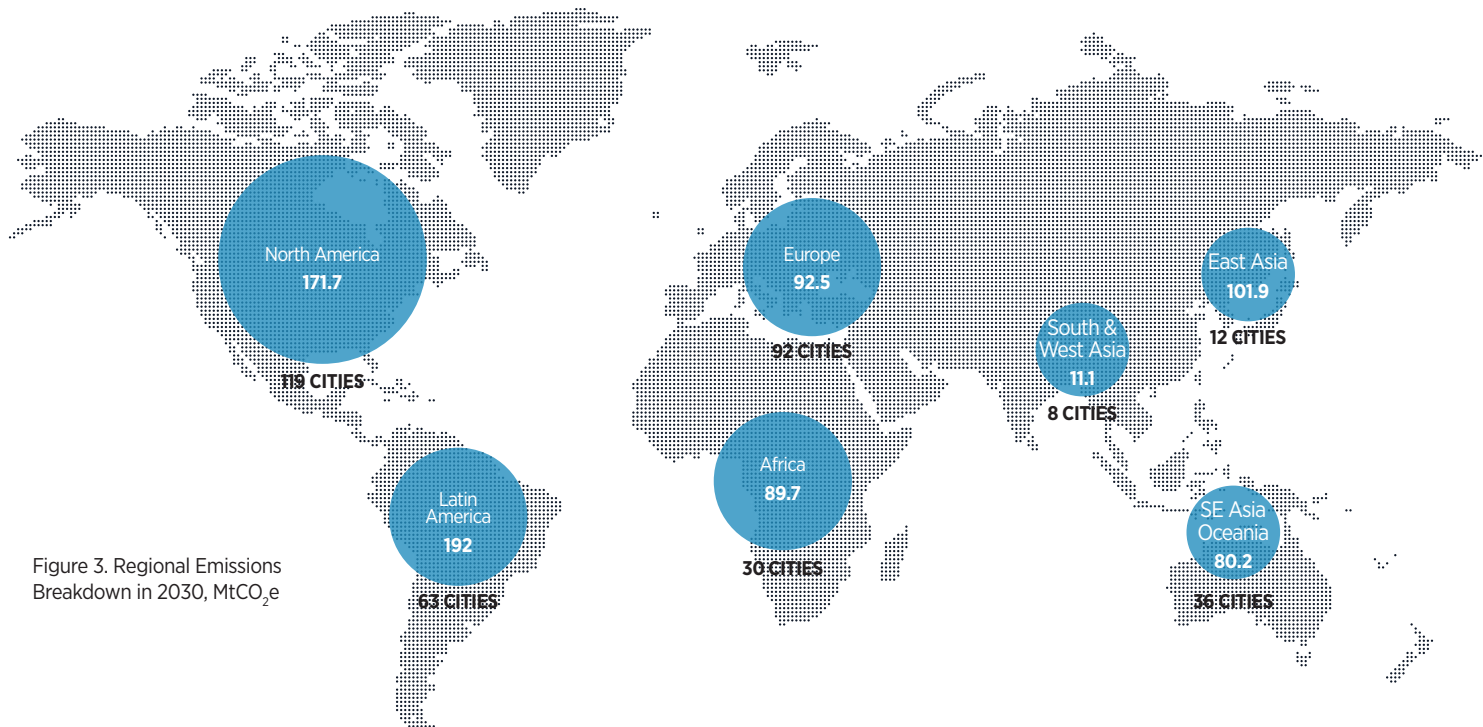 North America
171.7
119 CITIES
Europe
92.5
92 CITIES
East Asia
101.9
12 CITIES
South &
West Asia
11.1
8 CITIES
Africa
89.7
30 CITIES
Latin
America
192
63 CITIES
SE Asia
Oceania
80.2
36 CITIES
Figure 3. Regional Emissions
Breakdown in 2030, MtCO₂e